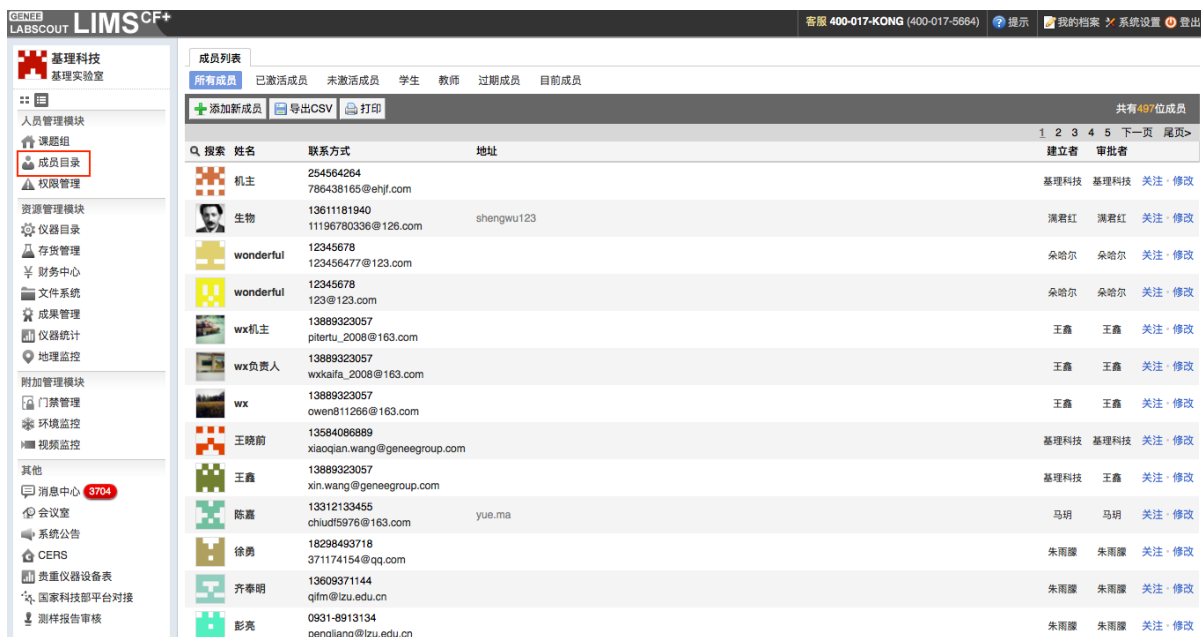 GENEE
LABSCOUT LIMS CF+
客服 400-017-KONG (400-017-5664) 提示 我的档案 系统设置 登出
基理科技
基理实验室
人员管理模块
课题组
成员目录
权限管理
资源管理模块
仪器目录
存货管理
财务中心
文件系统
成果管理
仪器统计
地理监控
附加管理模块
门禁管理
环境监控
视频监控
其他
消息中心 3704
会议室
系统公告
CERS
贵重仪器设备表
国家科技部平台对接
测样报告审核
成员列表
所有成员 已激活成员 未激活成员 学生 教师 过期成员 目前成员
添加新成员 导出CSV 打印 共有497位成员
1 2 3 4 5 下一页 尾页>
搜索 姓名 联系方式 地址 建立者 审批者
机主 254564264 基理科技 基理科技 关注 · 修改
786438165@ehjf.com
生物 13611181940 shengwu123 满君红 满君红 关注 · 修改
11196780336@126.com
wonderful 12345678 朵哈尔 朵哈尔 关注 · 修改
123456477@123.com
wonderful 12345678 朵哈尔 朵哈尔 关注 · 修改
123@123.com
wx机主 13889323057 王鑫 王鑫 关注 · 修改
pitertu_2008@163.com
wx负责人 13889323057 王鑫 王鑫 关注 · 修改
wxkaifa_2008@163.com
wx 13889323057 王鑫 王鑫 关注 · 修改
owen811266@163.com
王晓前 13584086889 基理科技 基理科技 关注 · 修改
xiaoqian.wang@geneegroup.com
王鑫 13889323057 基理科技 王鑫 关注 · 修改
xin.wang@geneegroup.com
陈嘉 13312133455 yue.ma 马玥 马玥 关注 · 修改
chiudf5976@163.com
徐勇 18298493718 朱雨朦 朱雨朦 关注 · 修改
371174154@qq.com
齐奉明 13609371144 朱雨朦 朱雨朦 关注 · 修改
qifm@lzu.edu.cn
彭亮 0931-8913134 朱雨朦 朱雨朦 关注 · 修改
pengliang@lzu.edu.cn